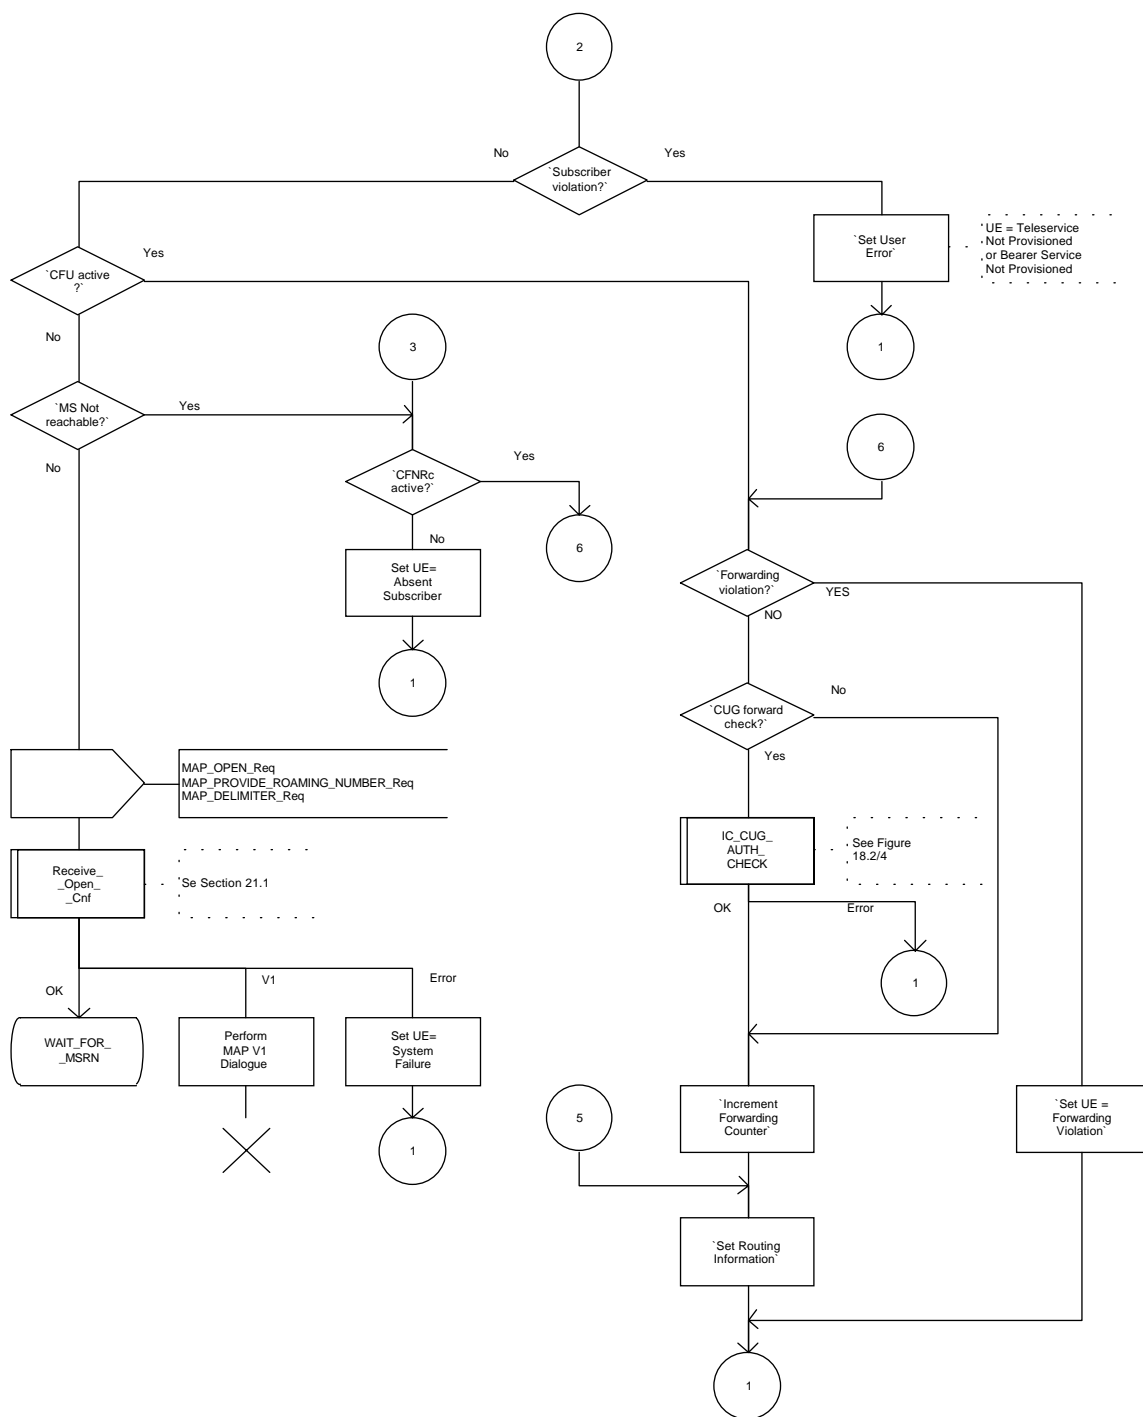 2
No
Yes
`Subscriber
violation?`
`Set User
Error`
UE = Teleservice
Not Provisioned
or Bearer Service
Not Provisioned
Yes
`CFU active
?`
No
3
1
`MS Not
reachable?`
Yes
No
6
`CFNRc
active?`
Yes
No
6
Set UE=
Absent
Subscriber
`Forwarding
violation?`
YES
NO
1
No
`CUG forward
check?`
Yes
MAP_OPEN_Req
MAP_PROVIDE_ROAMING_NUMBER_Req
MAP_DELIMITER_Req
IC_CUG_
AUTH_
CHECK
See Figure
18.2/4
Receive_
_Open_
_Cnf
Se Section 21.1
OK
Error
1
OK
V1
Error
WAIT_FOR_
_MSRN
Perform
MAP V1
Dialogue
Set UE=
System
Failure
1
5
`Increment
Forwarding
Counter`
`Set UE =
Forwarding
Violation`
`Set Routing
Information`
1